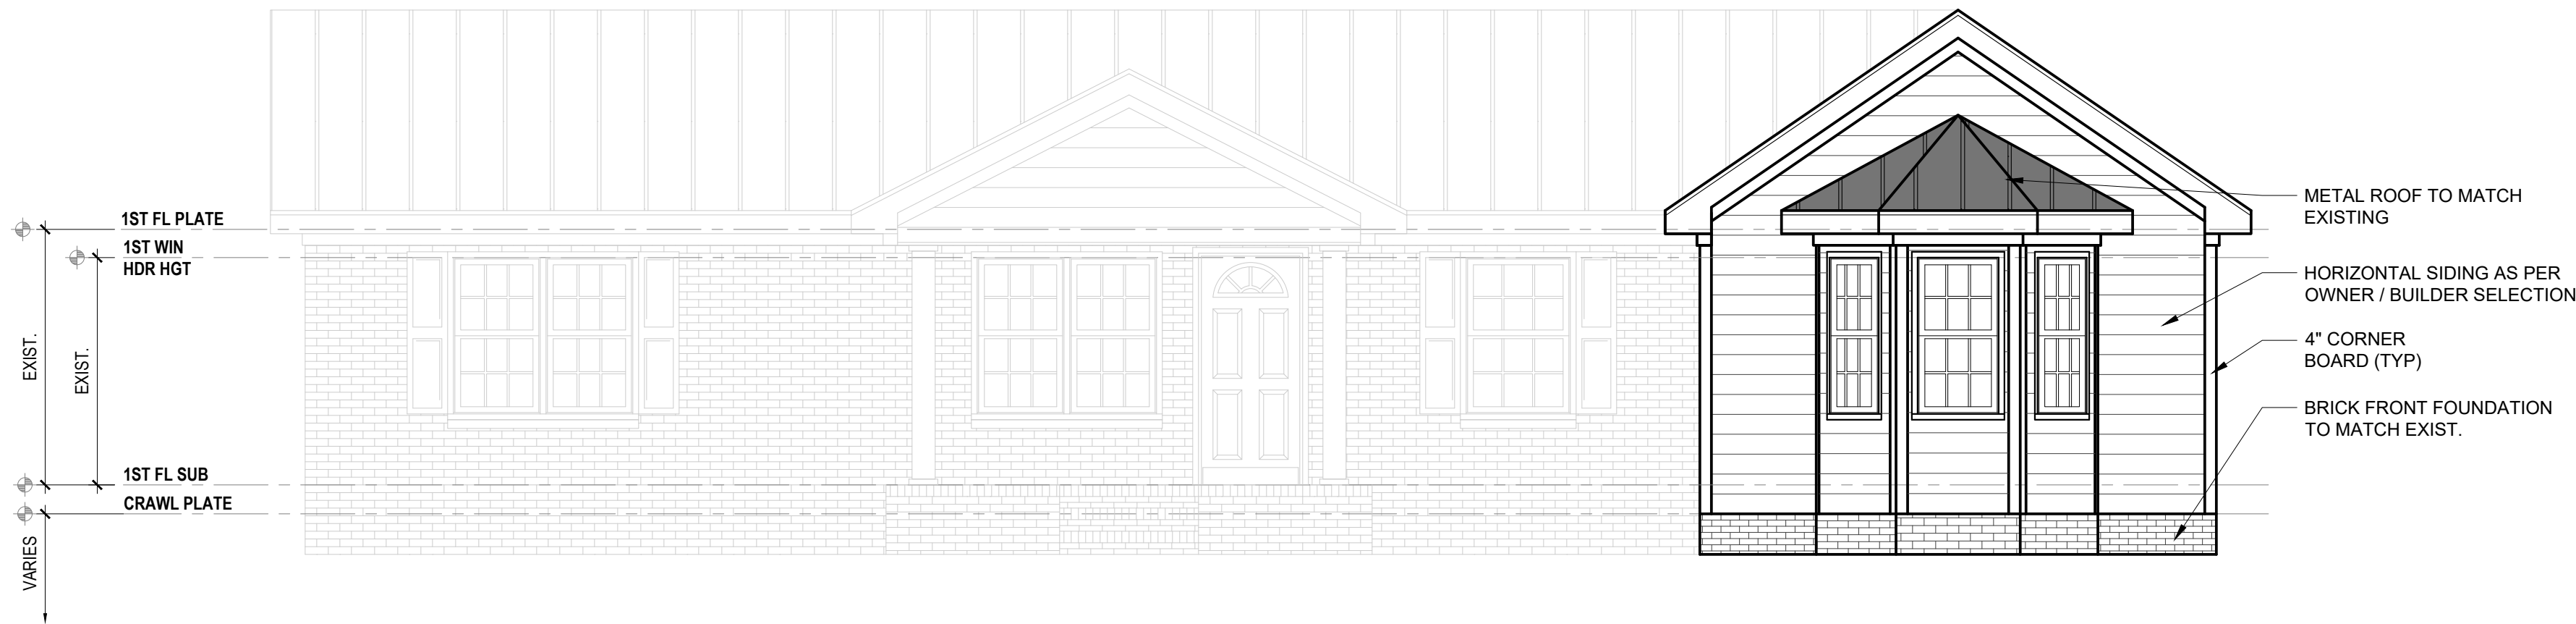 1ST FL PLATE
1ST WIN
HDR HGT
EXIST.
EXIST.
1ST FL SUB
CRAWL PLATE
VARIES
METAL ROOF TO MATCH
EXISTING
HORIZONTAL SIDING AS PER
OWNER / BUILDER SELECTION
4" CORNER
BOARD (TYP)
BRICK FRONT FOUNDATION
TO MATCH EXIST.